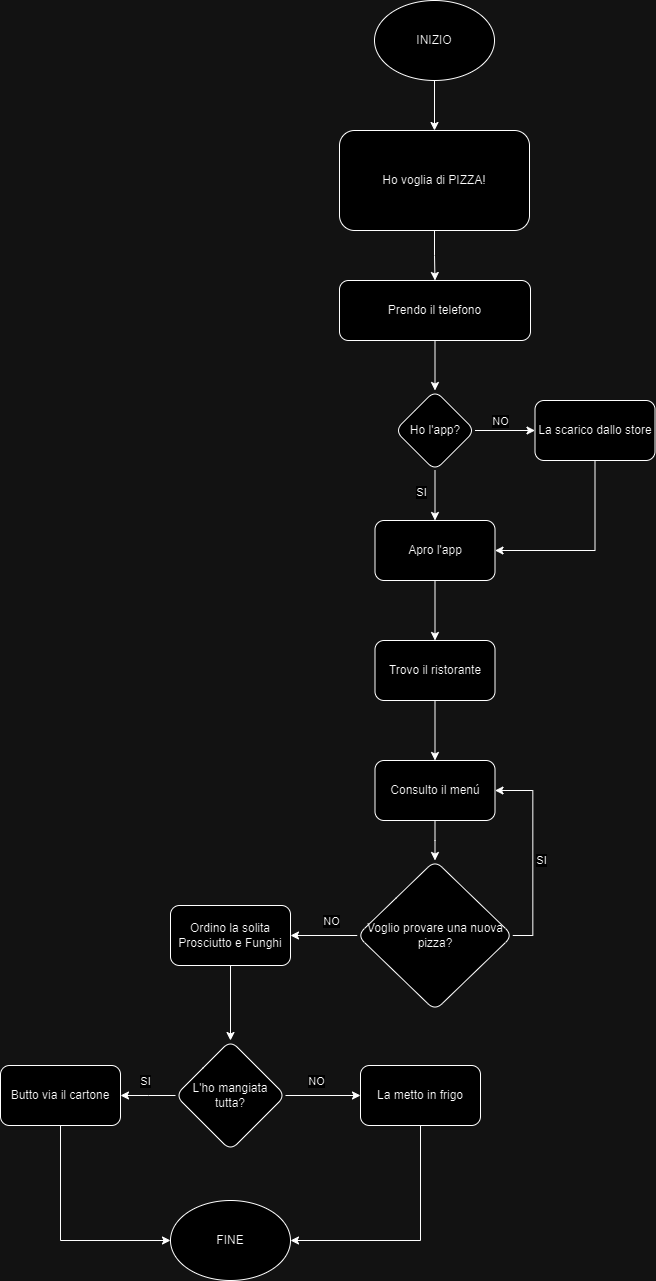 INIZIO
Ho voglia di PIZZA!
Prendo il telefono
Ho l'app?
NO
La scarico dallo store
SI
Apro l'app
Trovo il ristorante
Consulto il menú
SI
Voglio provare una nuova
pizza?
NO
Ordino la solita
Prosciutto e Funghi
L'ho mangiata
tutta?
SI
Butto via il cartone
NO
La metto in frigo
FINE